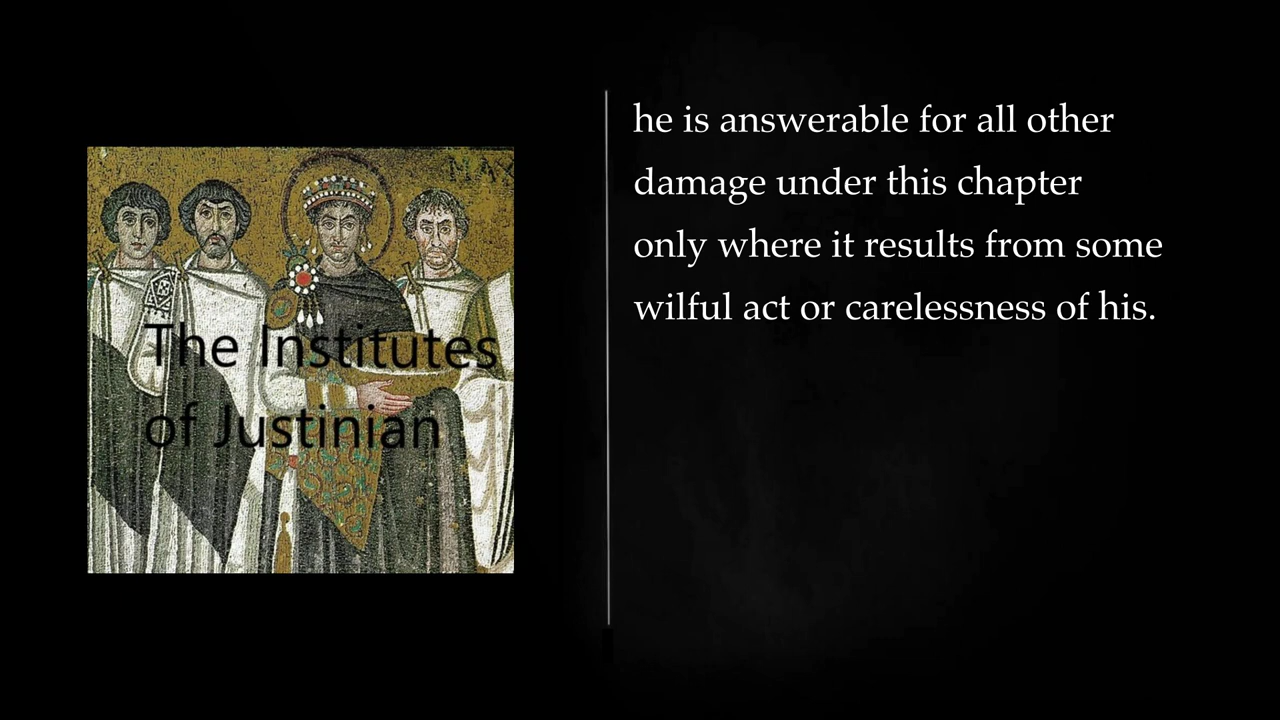 MAX
The Institutes
of Justinian
he is answerable for all other
damage under this chapter
only where it results from some
wilful act or carelessness of his.